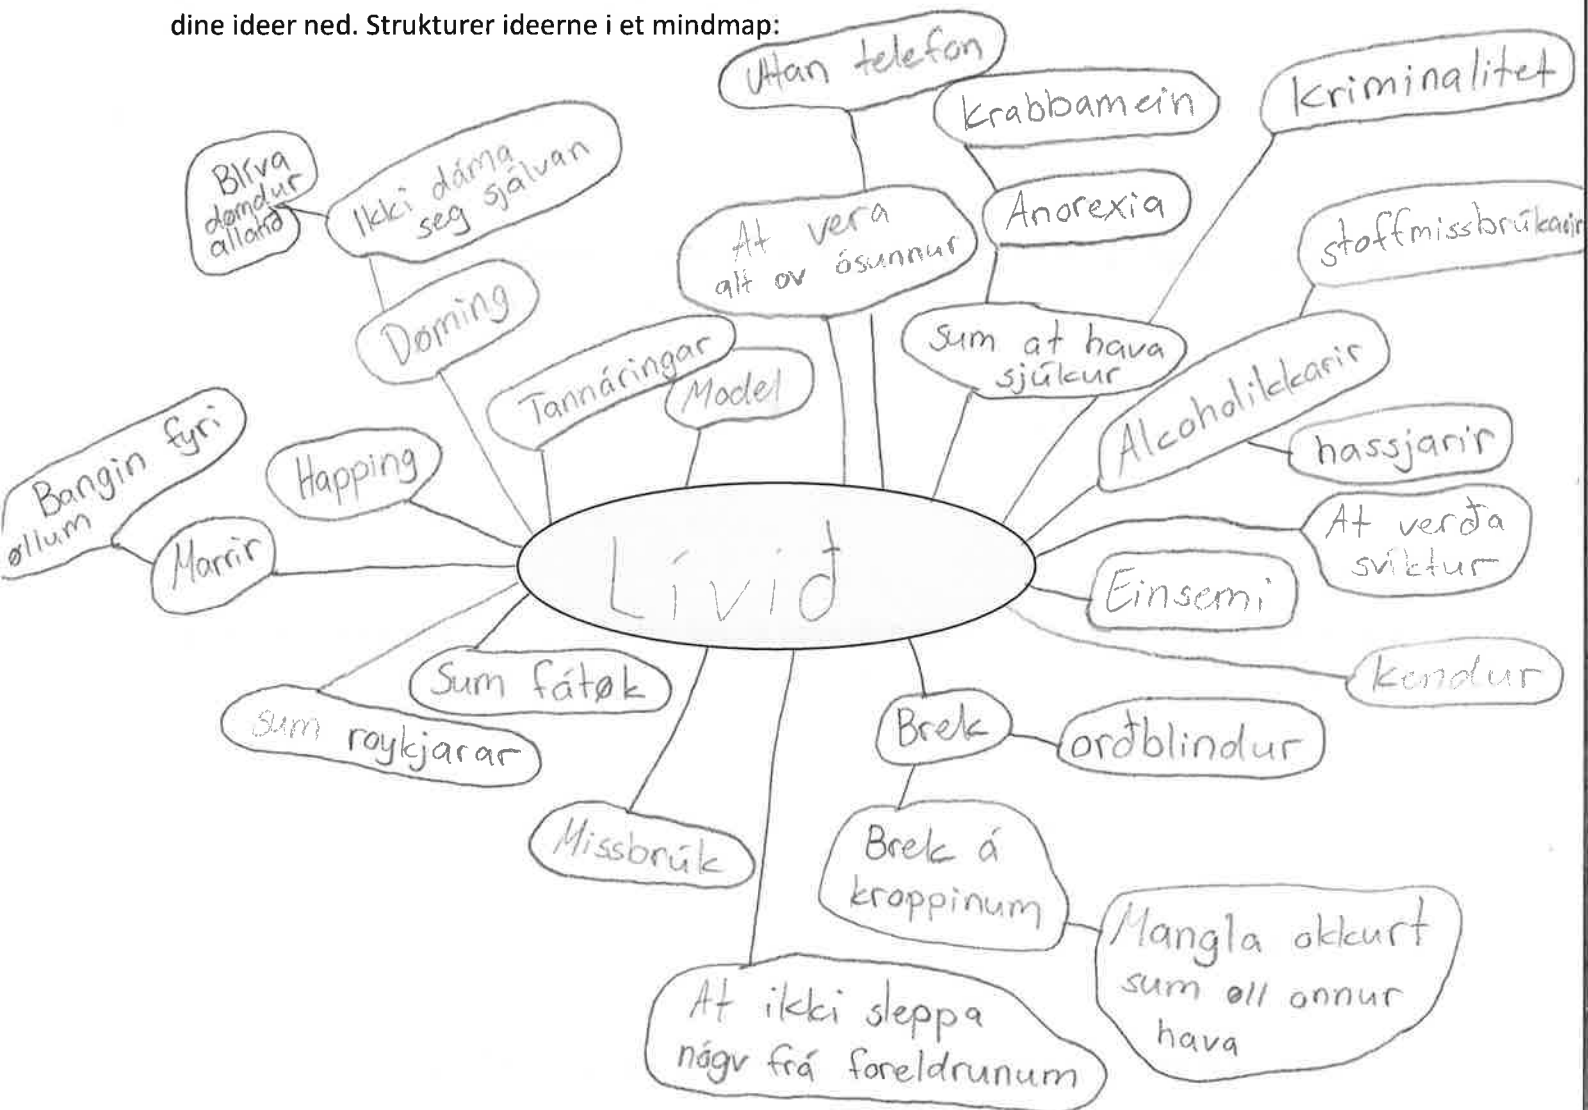 dine ideer ned. Strukturer ideerne i et mindmap:
Uttan telefon
Krabbamein
Kriminalitet
Blíva
dømdur
alland
Ikki dáma
seg sjálvan
Anorexia
At vera
alt ov ósunnur
stoffmissbrúkarir
Døming
Sum at hava
sjúkur
Tannáringar
Model
Alcoholikkarir
hassjarir
Bangin fyri
øllum
Happing
Marrir
At verða
sviktur
Lívið
Einsemi
kendur
Sum fátøk
sum roykjarar
Brek
orðblindur
Missbrúk
Brek á
kroppinum
Mangla okkurt
sum øll onnur
hava
At ikki sleppa
nógv frá foreldrunum